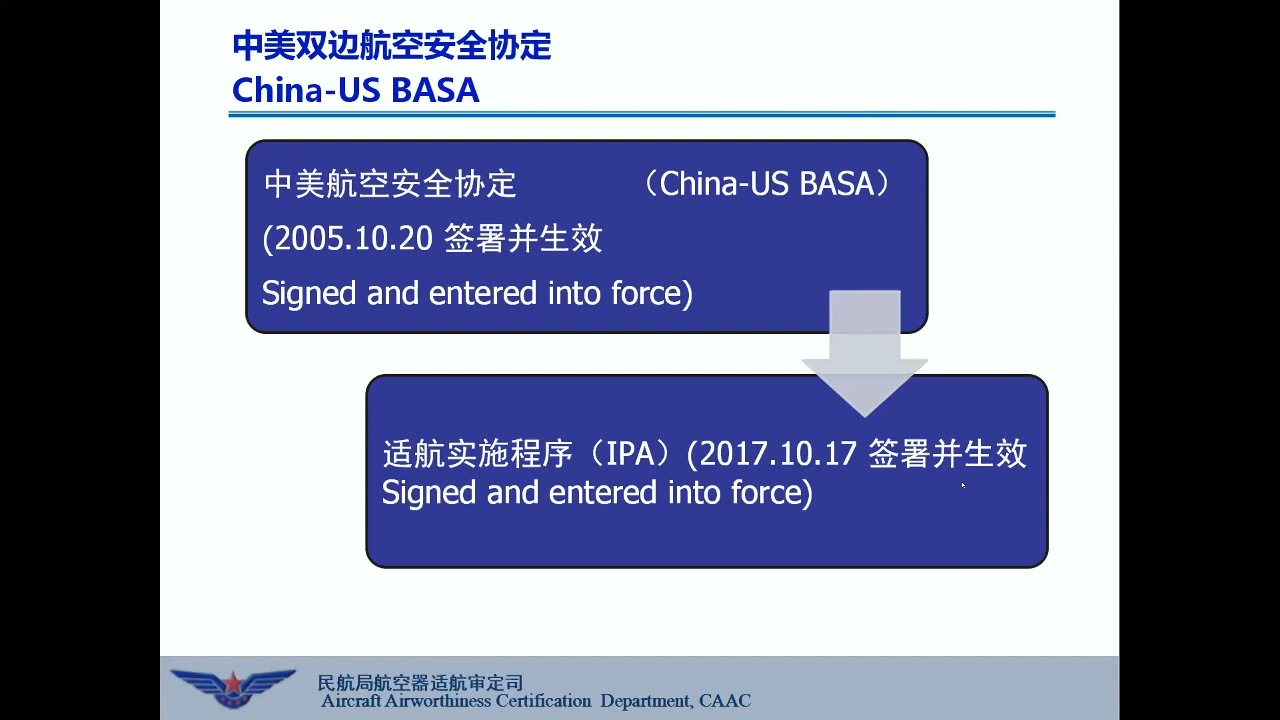 中美双边航空安全协定
China-US BASA
中美航空安全协定 （China-US BASA）
(2005.10.20 签署并生效
Signed and entered into force)
适航实施程序（IPA）(2017.10.17 签署并生效
Signed and entered into force)
民航局航空器适航审定司
Aircraft Airworthiness Certification Department, CAAC